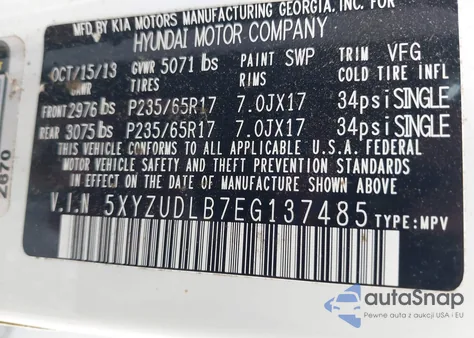 BY KIA MOTORS MANUFACTURING GEORGIA, INC. FOR
HYUNDAI MOTOR COMPANY
OCT/15/13 GVWR 5071 lbs PAINT SWP TRIM VFG
GAWR TIRES RIMS COLD TIRE INFL
FRONT 2976 lbs P235/65R17 7.0JX17 34psi SINGLE
REAR 3075 lbs P235/65R17 7.0JX17 34psi SINGLE
THIS VEHICLE CONFORMS TO ALL APPLICABLE U.S.A. FEDERAL
MOTOR VEHICLE SAFETY, BUMPER, AND THEFT PREVENTION
STANDARDS IN EFFECT ON THE DATE OF MANUFACTURE SHOWN ABOVE.
V.I.N 5XYZUDLB7EG137485 TYPE: MPV
2870
autoSnap
Pewne auta z aukcji USA i EU